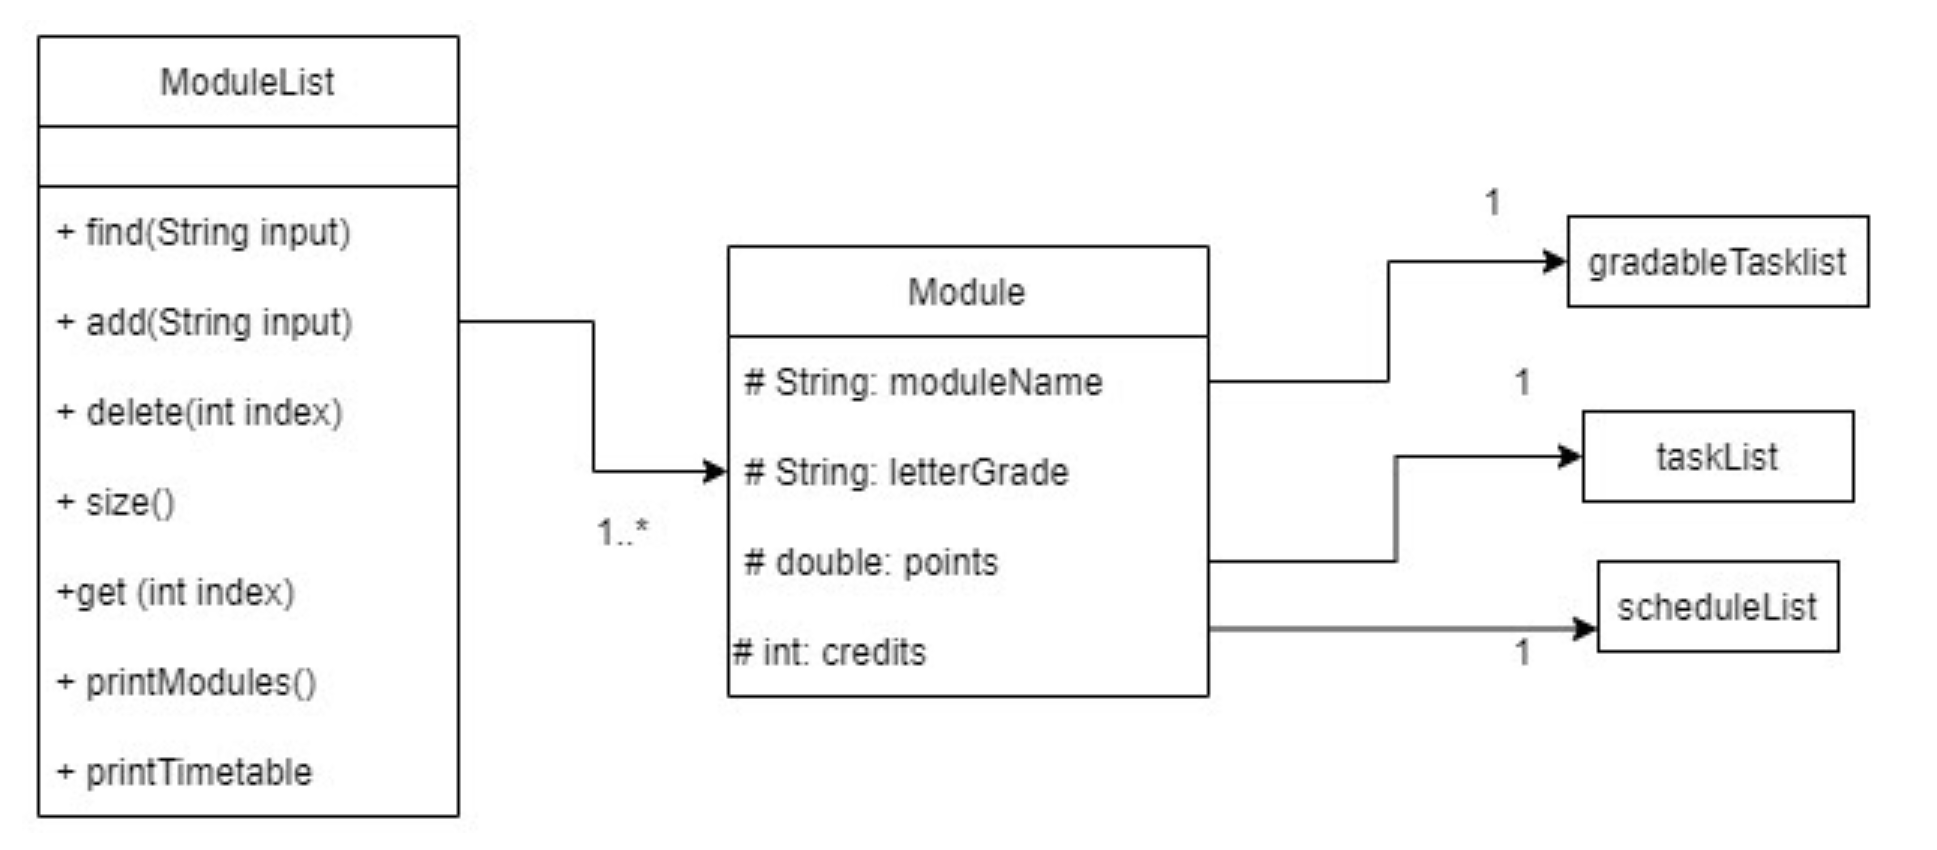 ModuleList
+ find(String input)
+ add(String input)
+ delete(int index)
+ size()
+get (int index)
+ printModules()
+ printTimetable
1..*
Module
# String: moduleName
# String: letterGrade
# double: points
# int: credits
1
gradableTasklist
1
taskList
scheduleList
1